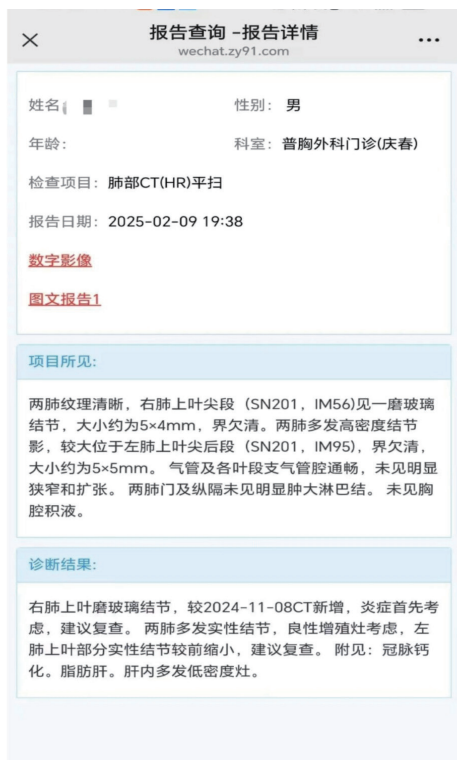 报告查询 –报告详情
wechat.zy91.com
姓名
性别： 男
年龄：
科室：普胸外科门诊(庆春)
检查项目：肺部CT(HR)平扫
报告日期：2025-02-09 19:38
数字影像
图文报告1
项目所见:
两肺纹理清晰，右肺上叶尖段（SN201，IM56)见一磨玻璃
结节，大小约为5×4mm，界欠清。两肺多发高密度结节
影，较大位于左肺上叶尖后段（SN201，IM95），界欠清，
大小约为5×5mm。 气管及各叶段支气管腔通畅，未见明显
狭窄和扩张。 两肺门及纵隔未见明显肿大淋巴结。 未见胸
腔积液。
诊断结果:
右肺上叶磨玻璃结节，较2024-11-08CT新增，炎症首先考
虑，建议复查。 两肺多发实性结节，良性增殖灶考虑，左
肺上叶部分实性结节较前缩小，建议复查。 附见：冠脉钙
化。脂肪肝。肝内多发低密度灶。